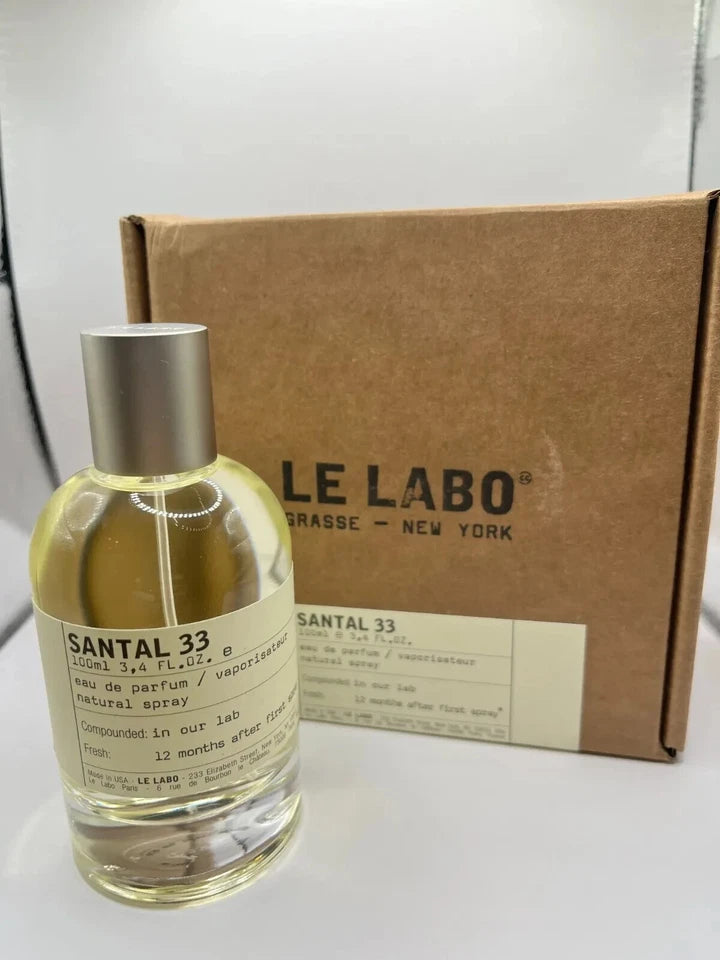 LE LABO
GRASSE — NEW YORK
SANTAL 33
100ml 3,4 FL.OZ. e
eau de parfum / vaporisateur
natural spray
Compounded: in our lab
Fresh: 12 months after first
Made in USA - LE LABO - 233 Elizabeth Street, New York
Le Labo Paris - 6 rue de Bourbon le Château, 75006
SANTAL 33
100ml e 3,4 FL.OZ.
eau de parfum / vaporisateur
natural spray
Compounded in our lab
Fresh: 12 months after first spray*